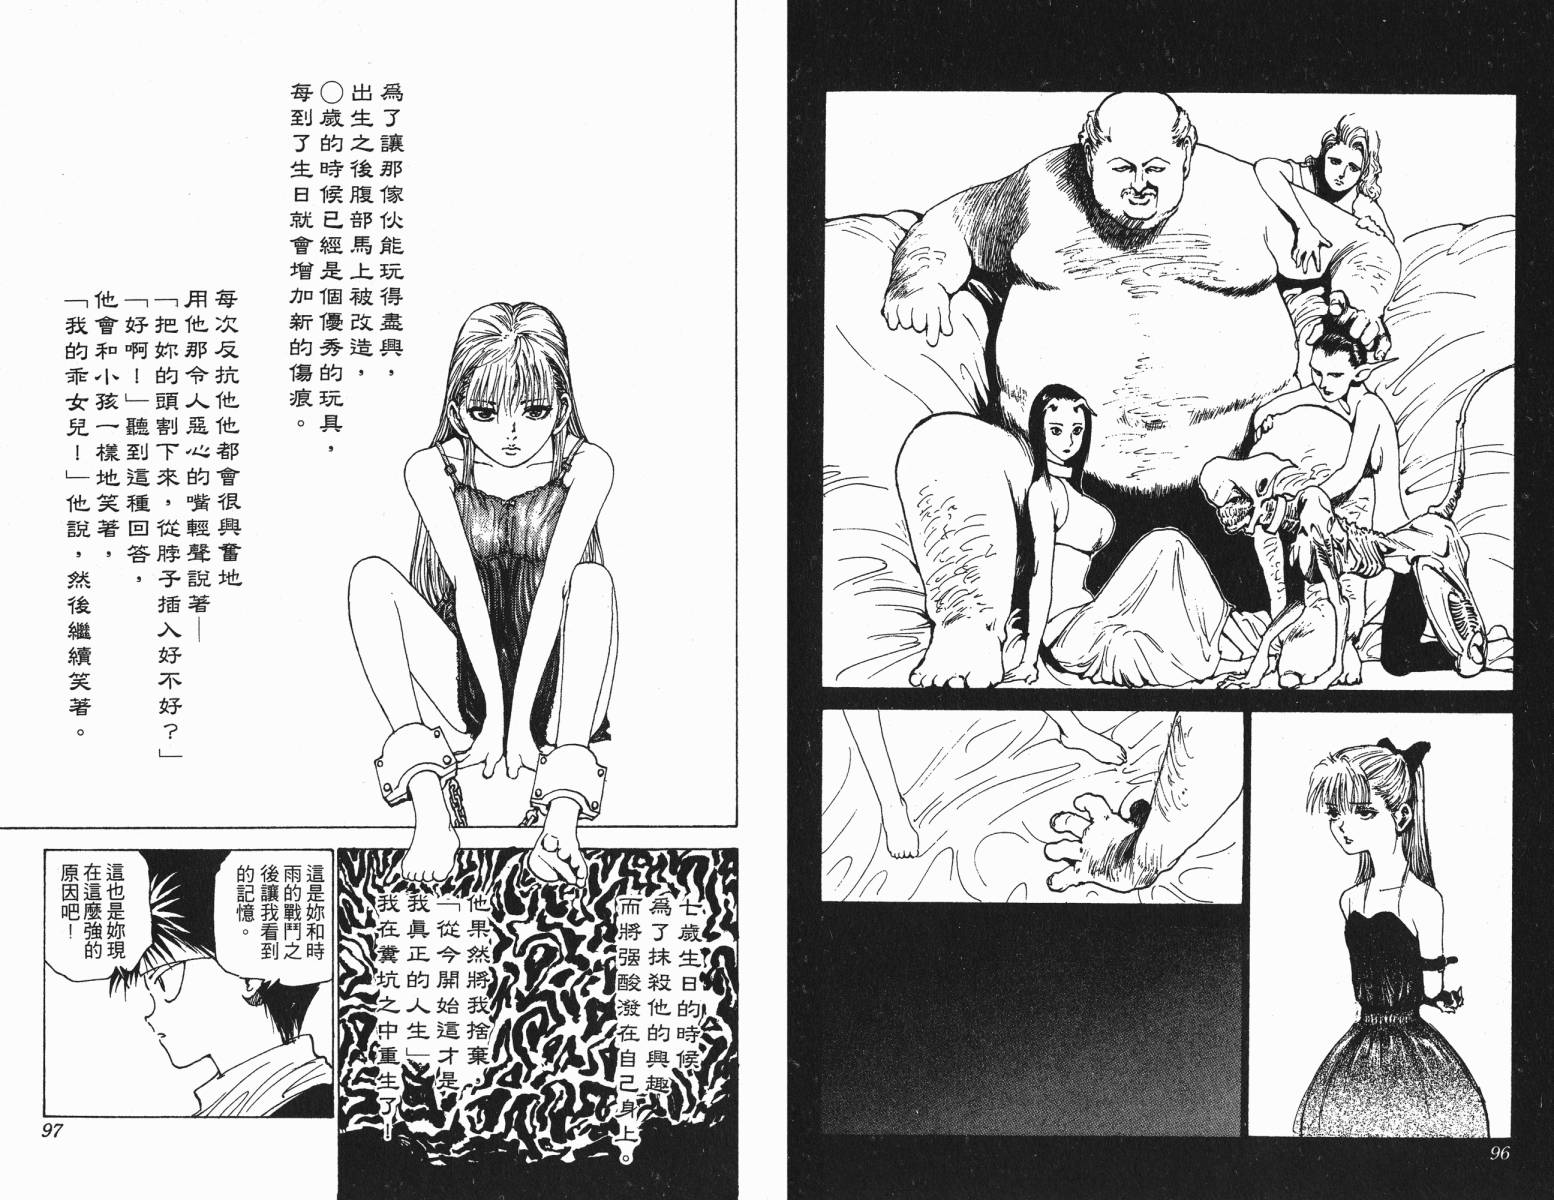 96
為了讓那傢伙能玩得盡興，
出生之後腹部馬上被改造，
〇歲的時候已經是個優秀的玩具，
每到了生日就會增加新的傷痕。
每次反抗他他都會很興奮地
用他那令人惡心的嘴輕聲說著─
「把妳的頭割下來，從脖子插入好不好？」
「好啊！」聽到這種回答，
他會和小孩一樣地笑著，
「我的乖女兒！」他說，然後繼續笑著。
七歲生日的時候
為了抹殺他的興趣
而將强酸潑在自己身上。
他果然將我捨棄，
「從今開始這才是
我真正的人生」，
我在糞坑之中重生了！
這是妳和時
雨的戰鬥之
後讓我看到
的記憶。
這也是妳現
在這麼強的
原因吧！
97